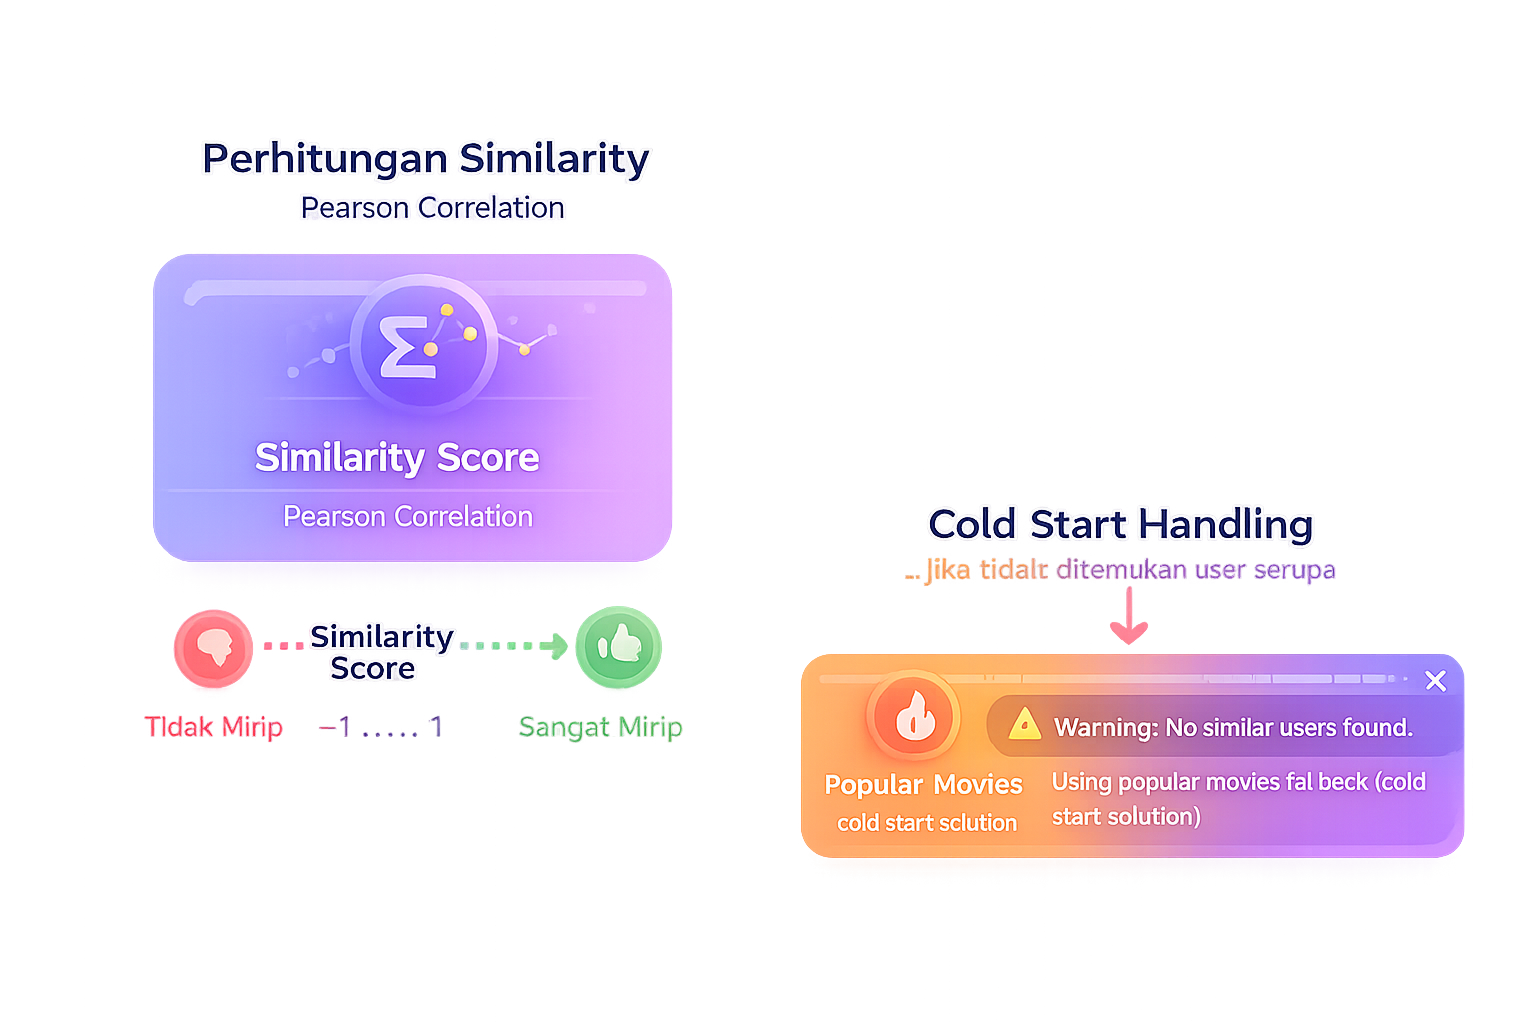 Perhitungan Similarity
Pearson Correlation
Σ
Similarity Score
Pearson Correlation
Similarity
Score
TIdak Mirip
–1 ..... 1
Sangat Mirip
Cold Start Handling
... Jika tidalt ditemukan user serupa
Warning: No similar users found.
Popular Movies
cold start sclution
Using popular movies fal beck (cold
start solution)